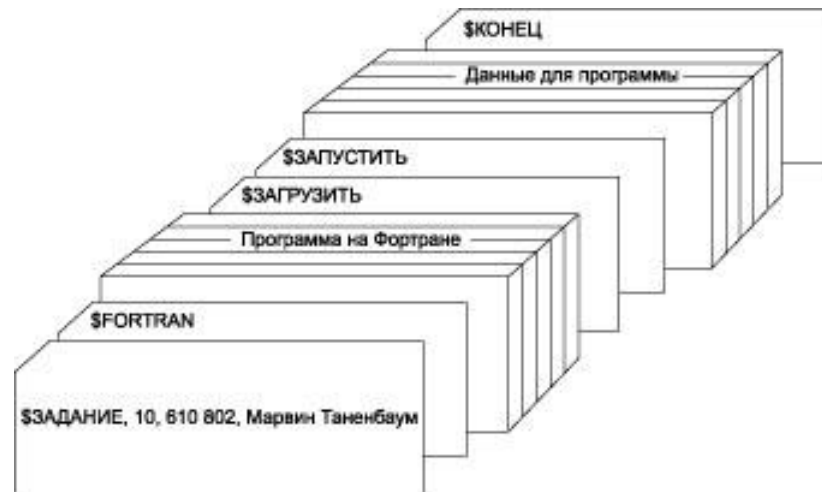 $КОНЕЦ
Данные для программы
$ЗАПУСТИТЬ
$ЗАГРУЗИТЬ
Программа на Фортране
$FORTRAN
$ЗАДАНИЕ, 10, 610 802, Марвин Таненбаум